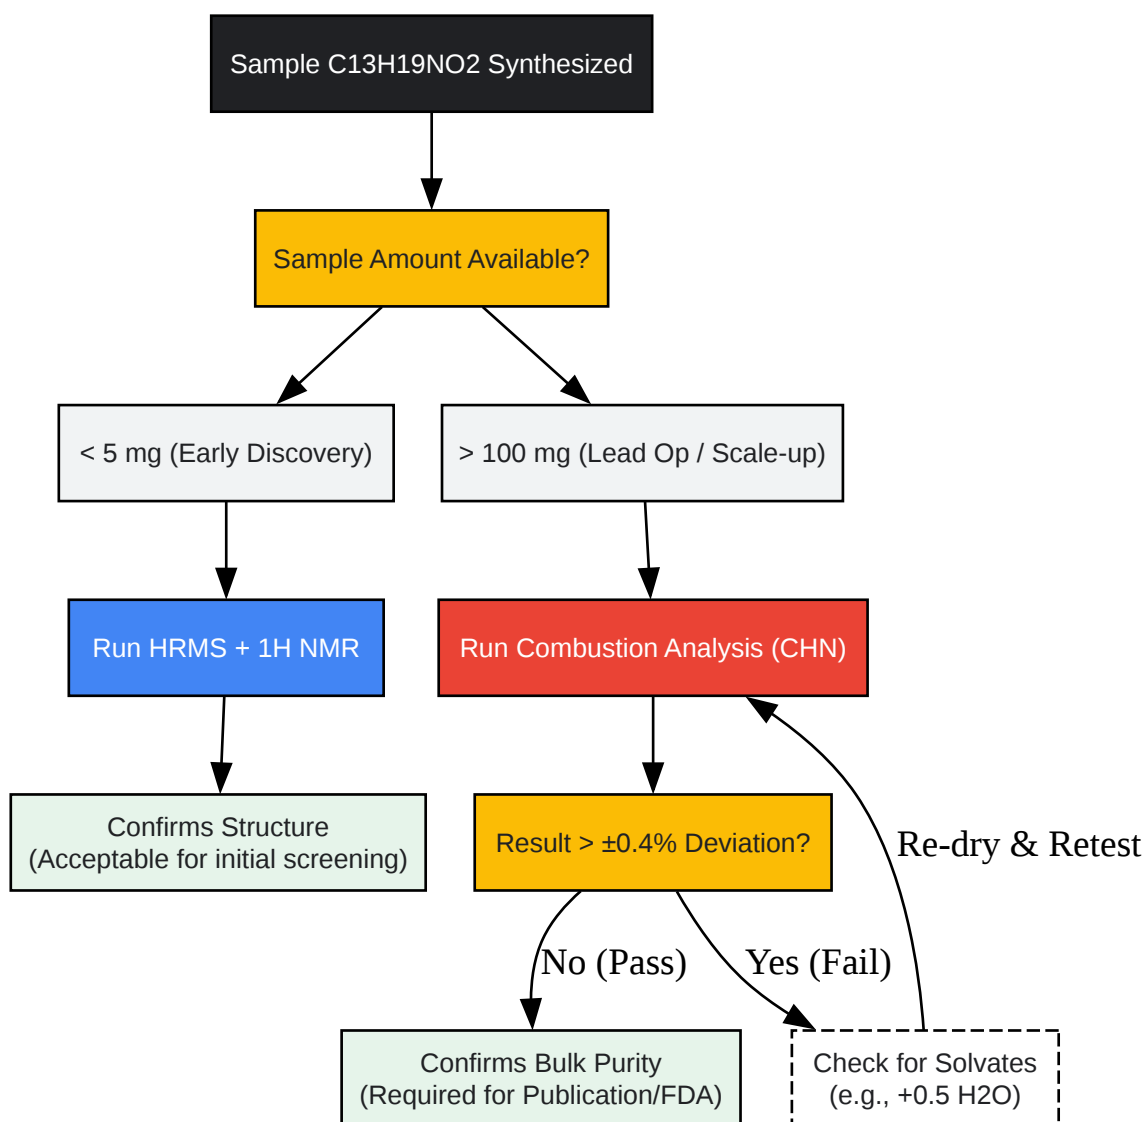 Sample C13H19NO2 Synthesized
Sample Amount Available?
< 5 mg (Early Discovery)
> 100 mg (Lead Op / Scale-up)
Run HRMS + 1H NMR
Run Combustion Analysis (CHN)
Confirms Structure
(Acceptable for initial screening)
Result > ±0.4% Deviation?
Re-dry & Retest
No (Pass)
Yes (Fail)
Confirms Bulk Purity
(Required for Publication/FDA)
Check for Solvates
(e.g., +0.5 H2O)